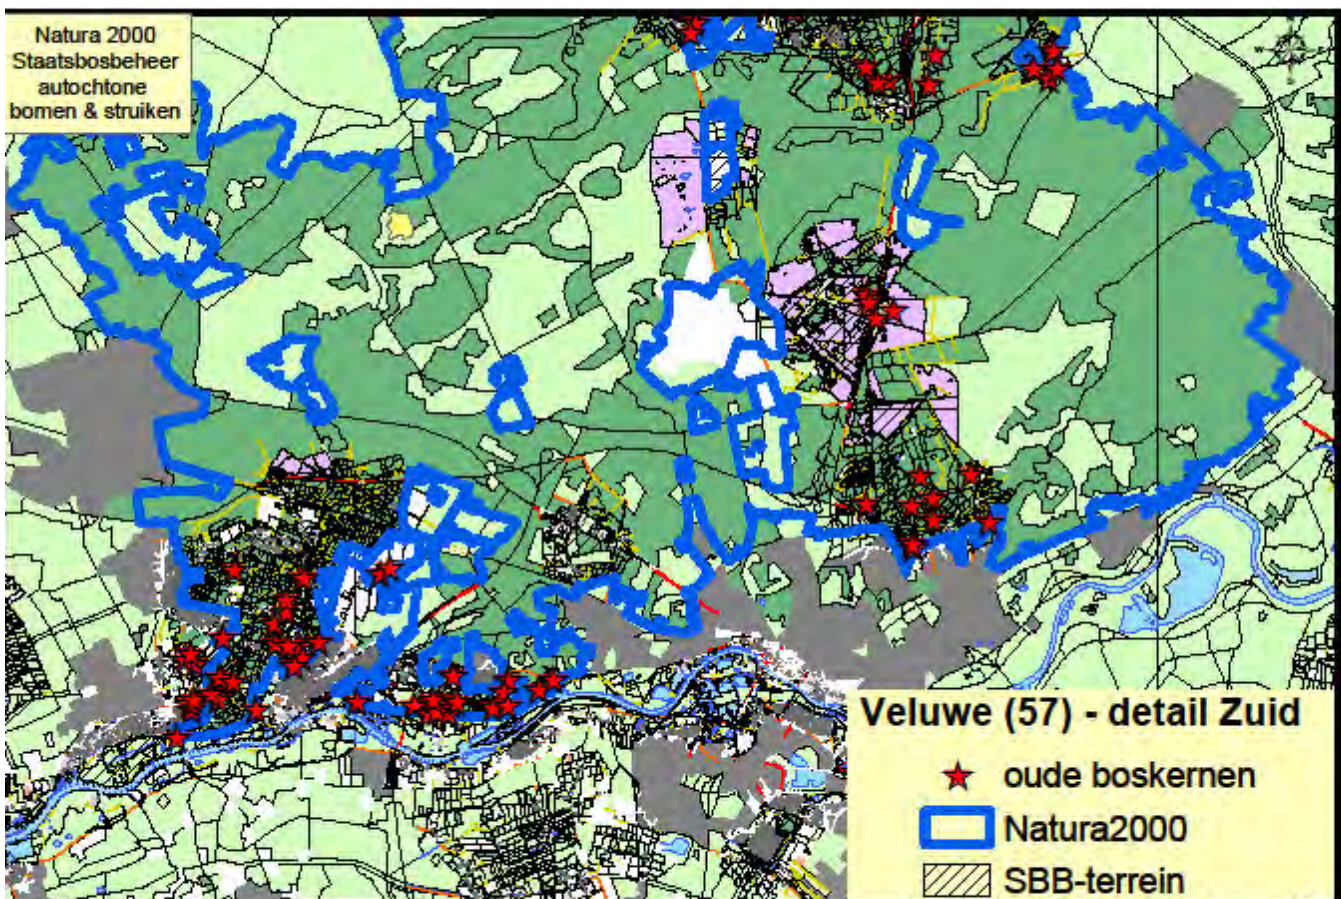 Natura 2000
Staatsbosbeheer
autochtone
bomen & struiken
Veluwe (57) - detail Zuid
oude boskernen
Natura2000
SBB-terrein